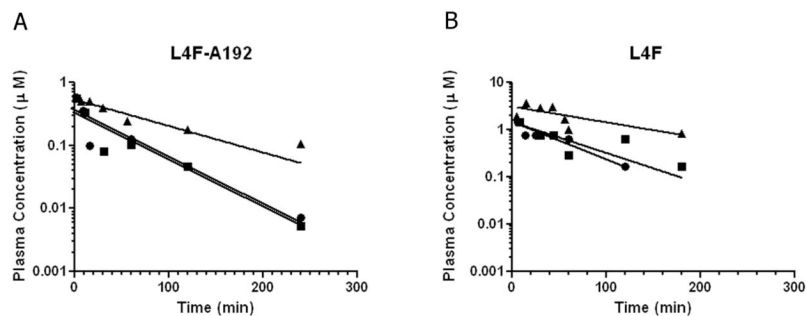 A
L4F-A192
Plasma Concentration (μ M)
1
0.1
0.01
0.001
0
100
200
300
Time (min)
B
L4F
Plasma Concentration (μ M)
10
1
0.1
0.01
0.001
0
100
200
300
Time (min)